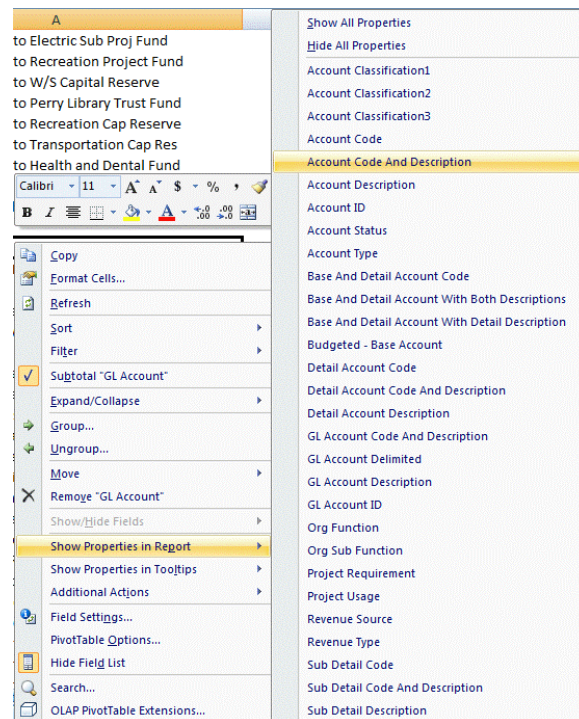 A
to Electric Sub Proj Fund
to Recreation Project Fund
to W/S Capital Reserve
to Perry Library Trust Fund
to Recreation Cap Reserve
to Transportation Cap Res
to Health and Dental Fund
Calibri 11 A A $ % ,
B I A .00 .00
Copy
Format Cells...
Refresh
Sort
Filter
Subtotal "GL Account"
Expand/Collapse
Group...
Ungroup...
Move
Remove "GL Account"
Show/Hide Fields
Show Properties in Report
Show Properties in Tooltips
Additional Actions
Field Settings...
PivotTable Options...
Hide Field List
Search...
OLAP PivotTable Extensions...
Show All Properties
Hide All Properties
Account Classification1
Account Classification2
Account Classification3
Account Code
Account Code And Description
Account Description
Account ID
Account Status
Account Type
Base And Detail Account Code
Base And Detail Account With Both Descriptions
Base And Detail Account With Detail Description
Budgeted - Base Account
Detail Account Code
Detail Account Code And Description
Detail Account Description
GL Account Code And Description
GL Account Delimited
GL Account Description
GL Account ID
Org Function
Org Sub Function
Project Requirement
Project Usage
Revenue Source
Revenue Type
Sub Detail Code
Sub Detail Code And Description
Sub Detail Description